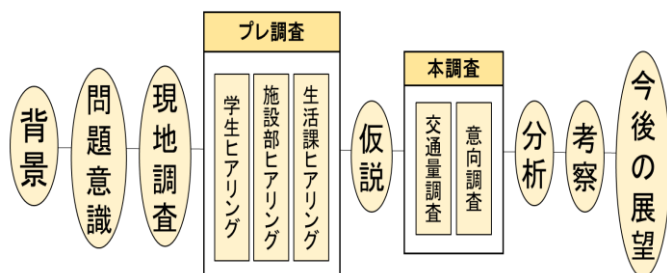 背景
問題意識
現地調査
プレ調査
学生ヒアリング
施設部ヒアリング
生活課ヒアリング
仮説
本調査
交通量調査
意向調査
分析
考察
今後の展望